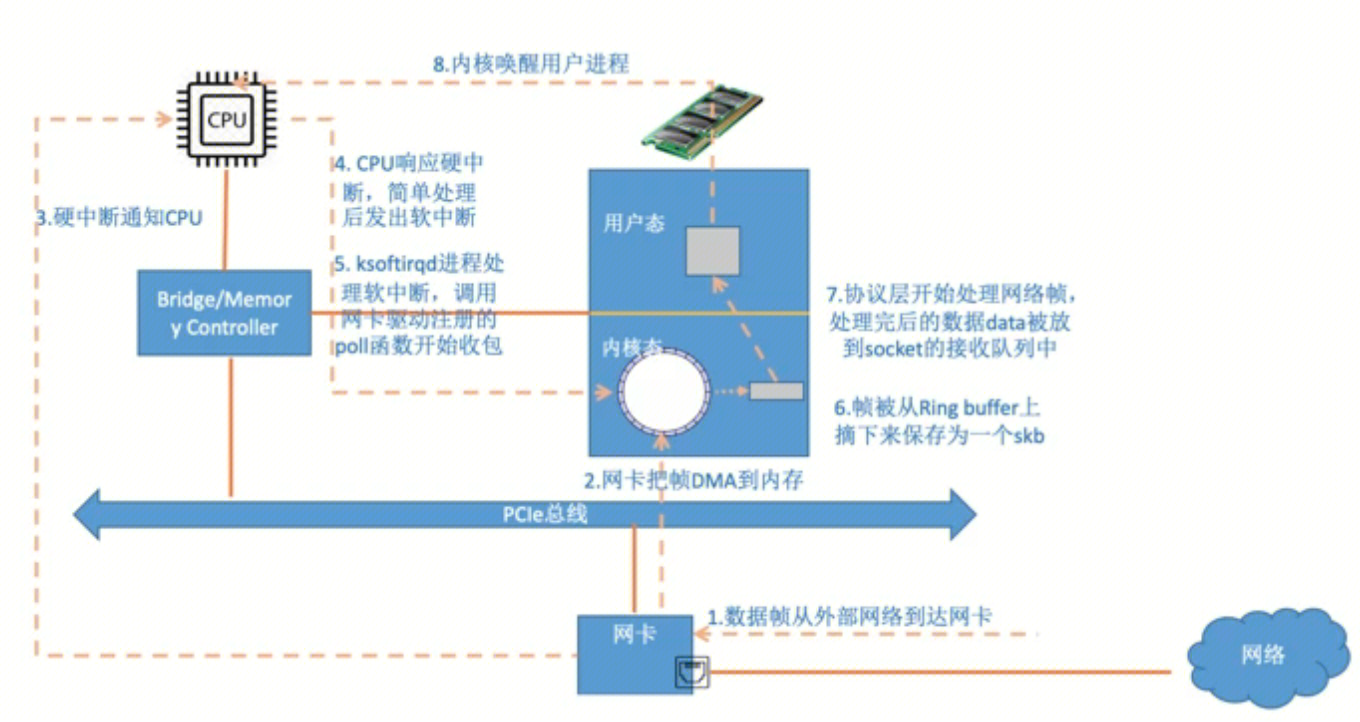 8.内核唤醒用户进程
CPU
4. CPU响应硬中
断，简单处理
后发出软中断
3.硬中断通知CPU
用户态
5. ksoftirqd进程处
理软中断，调用
网卡驱动注册的
poll函数开始收包
Bridge/Memor
y Controller
7.协议层开始处理网络帧，
处理完后的数据data被放
到socket的接收队列中
内核态
6.帧被从Ring buffer上
摘下来保存为一个skb
2.网卡把帧DMA到内存
PCIe总线
1.数据帧从外部网络到达网卡
网卡
网络